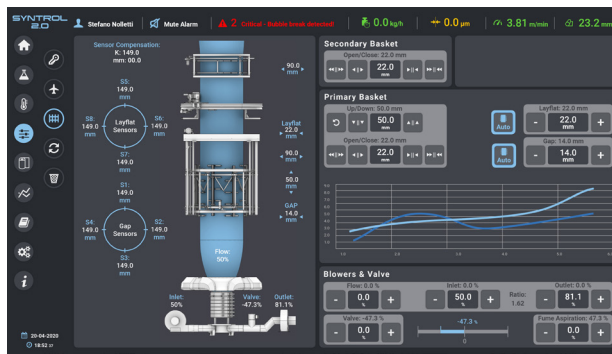 SYNTROL 2.0
Stefano Nolletti
Mute Alarm
2 Critical - Bubble break detected!
0.0 kg/h
0.0 µm
3.81 m/min
23.2 mm
Sensor Compensation:
K: 149.0
mm: 00.0
S5:
149.0
mm
S8:
149.0
mm
Layflat
Sensors
S6:
149.0
mm
S7:
149.0
mm
S1:
149.0
mm
S4:
149.0
mm
Gap
Sensors
S2:
149.0
mm
S3:
149.0
mm
90.0
mm
Layflat
22.0
mm
90.0
mm
50.0
mm
GAP
14.0
mm
Flow:
50%
Inlet:
50%
Valve:
-47.3%
Outlet:
81.1%
Secondary Basket
Open/Close: 22.0 mm
22.0
mm
Primary Basket
Up/Down: 50.0 mm
50.0
mm
Open/Close: 22.0 mm
22.0
mm
Auto
Layflat: 22.0 mm
- 22.0 +
mm
Auto
Gap: 14.0 mm
- 14.0 +
mm
Blowers & Valve
Flow: 0.0 %
- 0.0 +
%
Inlet: 0.0 %
- 50.0 +
%
Ratio:
1.62
Outlet: 0.0 %
- 81.1 +
%
Valve: -47.3%
- 0.0 +
%
-47.3 %
0
Fume Aspiration: 47.3 %
- 0.0 +
%
20-04-2020
18:52